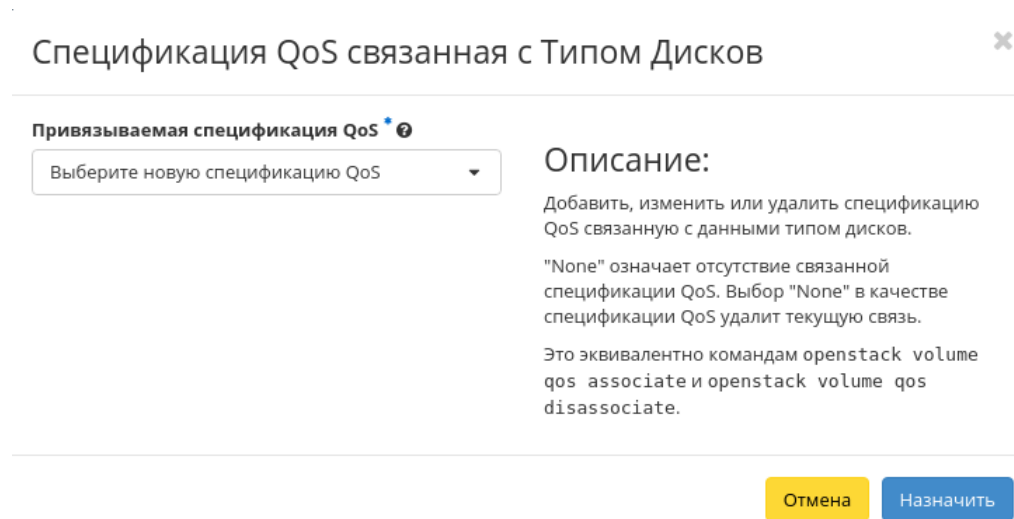 Спецификация QoS связанная с Типом Дисков
Привязываемая спецификация QoS *
Выберите новую спецификацию QoS
Описание:
Добавить, изменить или удалить спецификацию
QoS связанную с данными типом дисков.
"None" означает отсутствие связанной
спецификации QoS. Выбор "None" в качестве
спецификации QoS удалит текущую связь.
Это эквивалентно командам openstack volume
qos associate и openstack volume qos
disassociate.
Отмена
Назначить